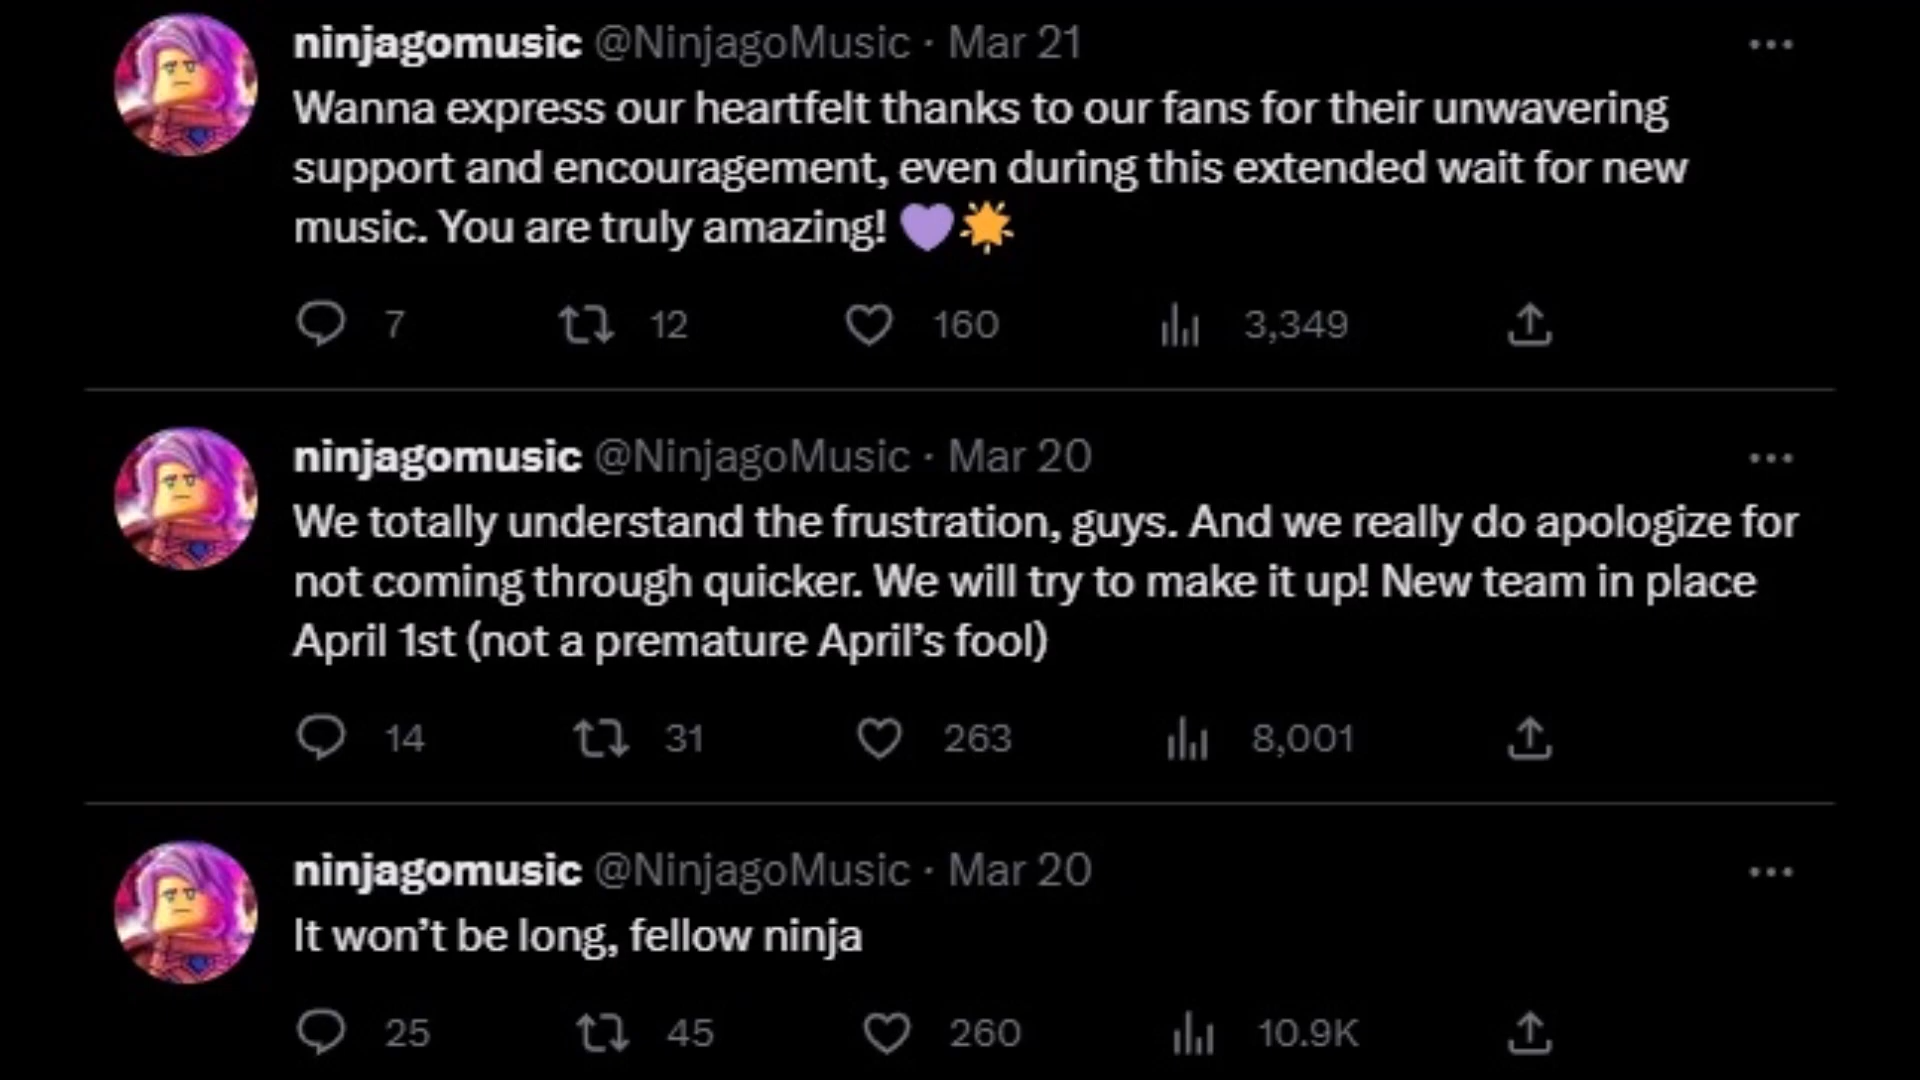 ninjagomusic @NinjagoMusic · Mar 21
Wanna express our heartfelt thanks to our fans for their unwavering
support and encouragement, even during this extended wait for new
music. You are truly amazing! 💜🌟
7 12 160 3,349
ninjagomusic @NinjagoMusic · Mar 20
We totally understand the frustration, guys. And we really do apologize for
not coming through quicker. We will try to make it up! New team in place
April 1st (not a premature April’s fool)
14 31 263 8,001
ninjagomusic @NinjagoMusic · Mar 20
It won’t be long, fellow ninja
25 45 260 10.9K